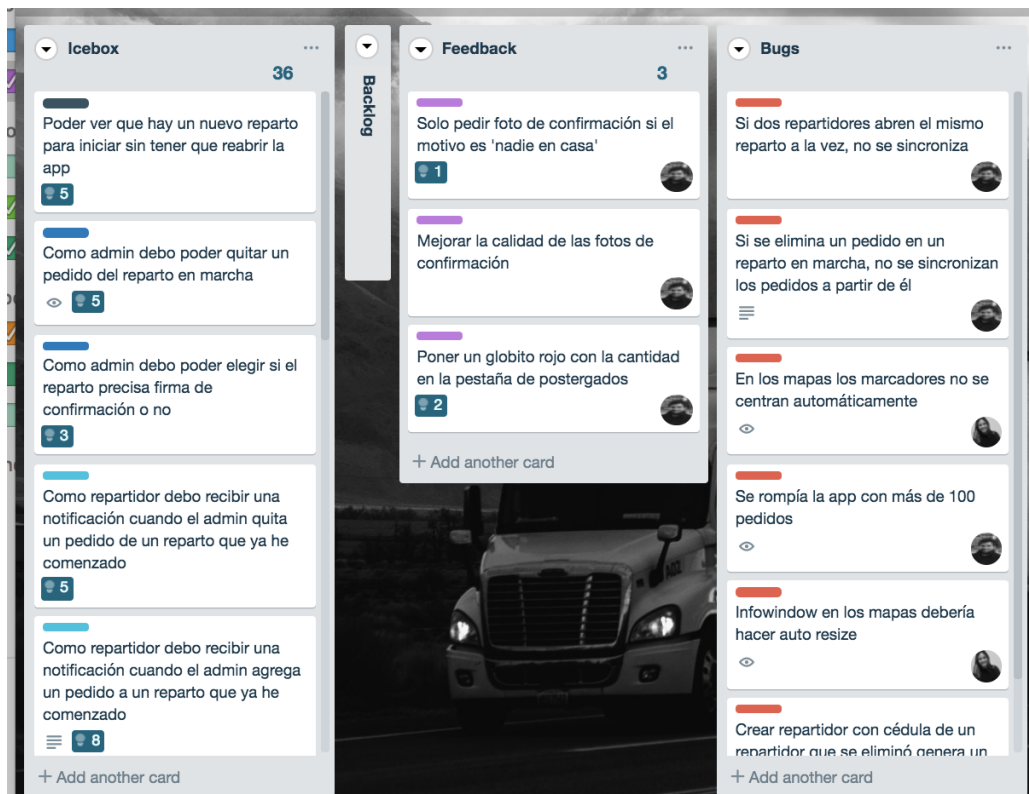 Icebox
36
Poder ver que hay un nuevo reparto
para iniciar sin tener que reabrir la
app
5
Como admin debo poder quitar un
pedido del reparto en marcha
5
Como admin debo poder elegir si el
reparto precisa firma de
confirmación o no
3
Como repartidor debo recibir una
notificación cuando el admin quita
un pedido de un reparto que ya he
comenzado
5
Como repartidor debo recibir una
notificación cuando el admin agrega
un pedido a un reparto que ya he
comenzado
8
+ Add another card
Backlog
Feedback
3
Solo pedir foto de confirmación si el
motivo es 'nadie en casa'
1
Mejorar la calidad de las fotos de
confirmación
Poner un globito rojo con la cantidad
en la pestaña de postergados
2
+ Add another card
Bugs
Si dos repartidores abren el mismo
reparto a la vez, no se sincroniza
Si se elimina un pedido en un
reparto en marcha, no se sincronizan
los pedidos a partir de él
En los mapas los marcadores no se
centran automáticamente
Se rompía la app con más de 100
pedidos
Infowindow en los mapas debería
hacer auto resize
Crear repartidor con cédula de un
repartidor que se eliminó genera un
+ Add another card